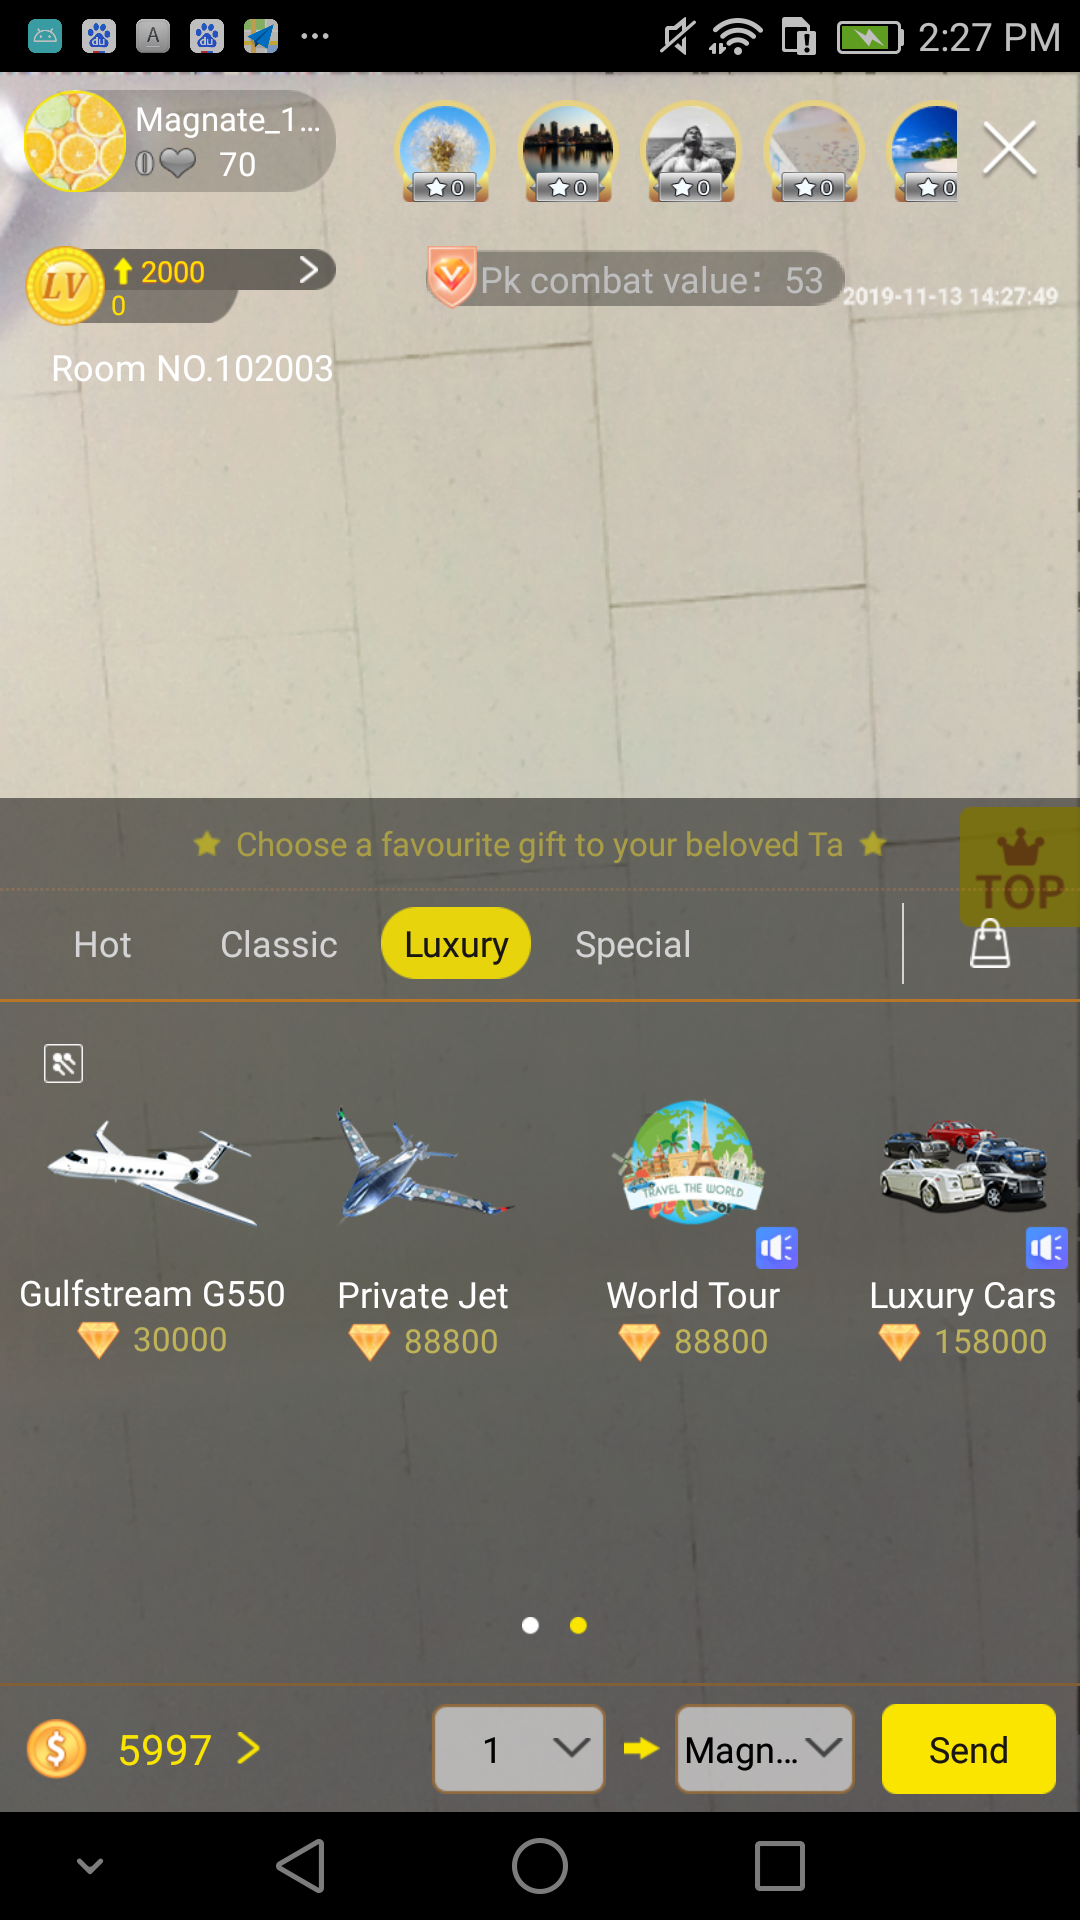 2:27 PM
Magnate_1...
70
0
0
0
0
0
LV
2000
0
Pk combat value: 53
2019-11-13 14:27:49
Room NO.102003
Choose a favourite gift to your beloved Ta
TOP
Hot Classic Luxury Special
TRAVEL THE WORLD
Gulfstream G550 Private Jet World Tour Luxury Cars
30000 88800 88800 158000
$ 5997 1 Magn... Send